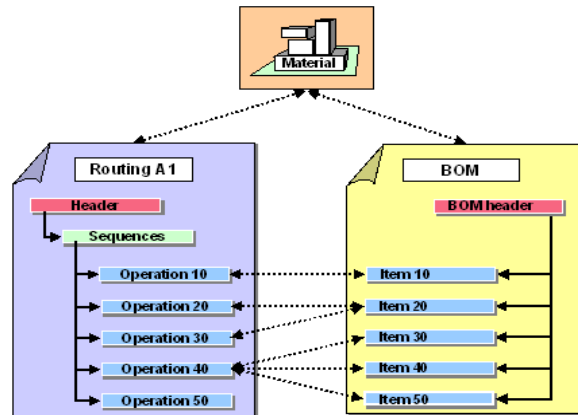 Material
Routing A1
Header
Sequences
Operation 10
Operation 20
Operation 30
Operation 40
Operation 50
BOM
BOM header
Item 10
Item 20
Item 30
Item 40
Item 50